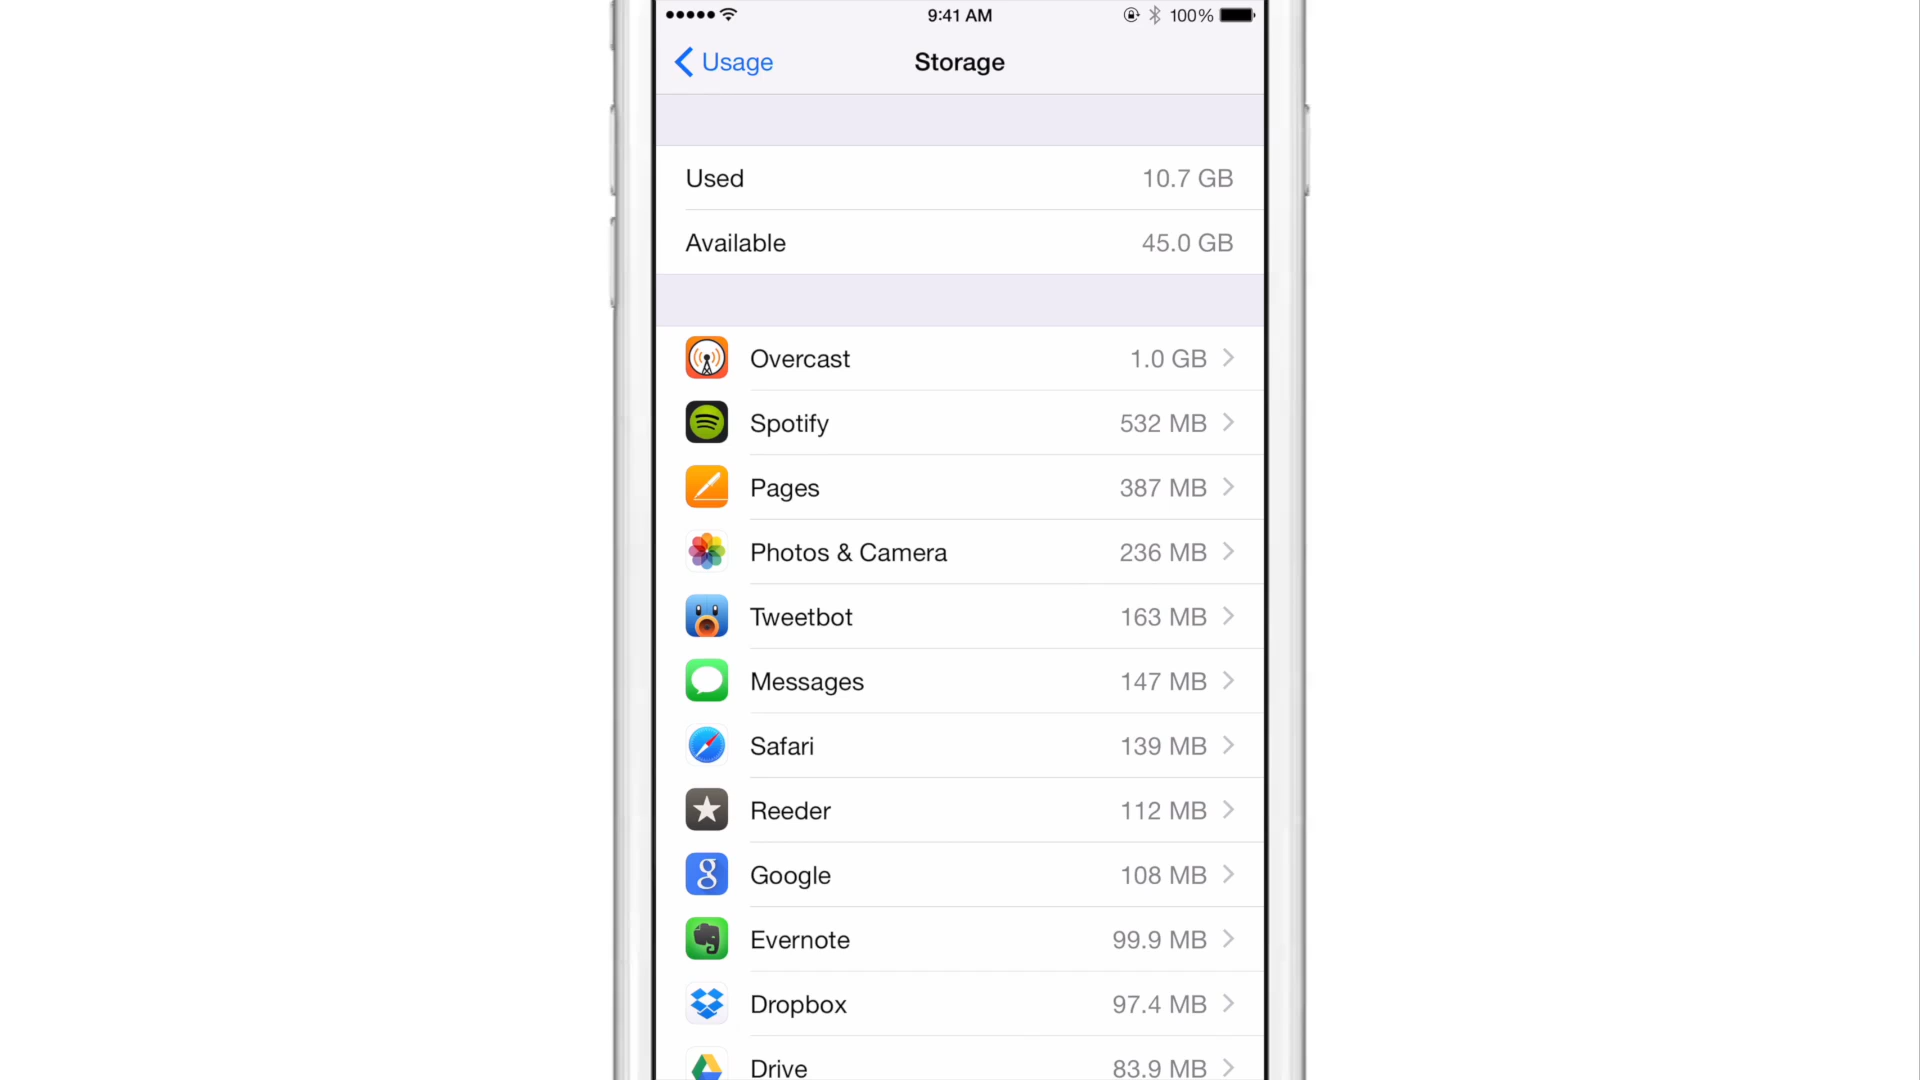 9:41 AM 100%
Usage Storage
Used 10.7 GB
Available 45.0 GB
Overcast 1.0 GB
Spotify 532 MB
Pages 387 MB
Photos & Camera 236 MB
Tweetbot 163 MB
Messages 147 MB
Safari 139 MB
Reeder 112 MB
g Google 108 MB
Evernote 99.9 MB
Dropbox 97.4 MB
Drive 83.9 MB